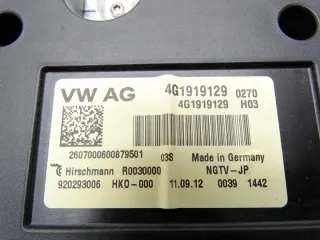 VW AG 4G1919129 0270
4G1919129 H03
2607000600879501 03S Made in Germany
Hirschmann R0030000 NGTV-JP
920293006 HKO-000 11.09.12 0039 1442